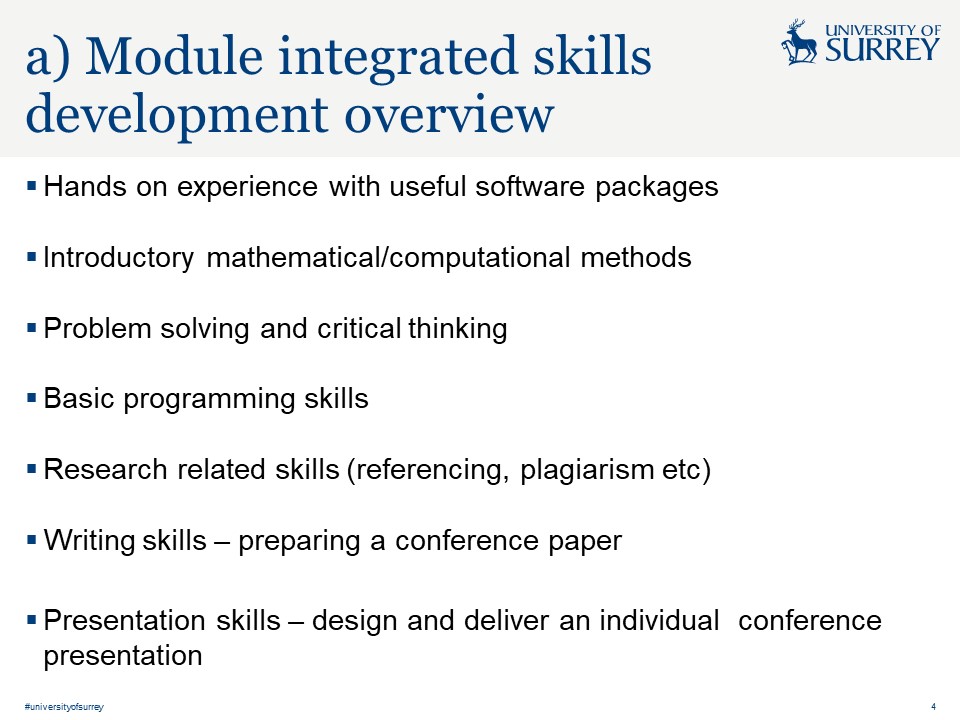 a) Module integrated skills
development overview
UNIVERSITY OF
SURREY
▪ Hands on experience with useful software packages
▪ Introductory mathematical/computational methods
▪ Problem solving and critical thinking
▪ Basic programming skills
▪ Research related skills (referencing, plagiarism etc)
▪ Writing skills – preparing a conference paper
▪ Presentation skills – design and deliver an individual conference
presentation
#universityofsurrey
4